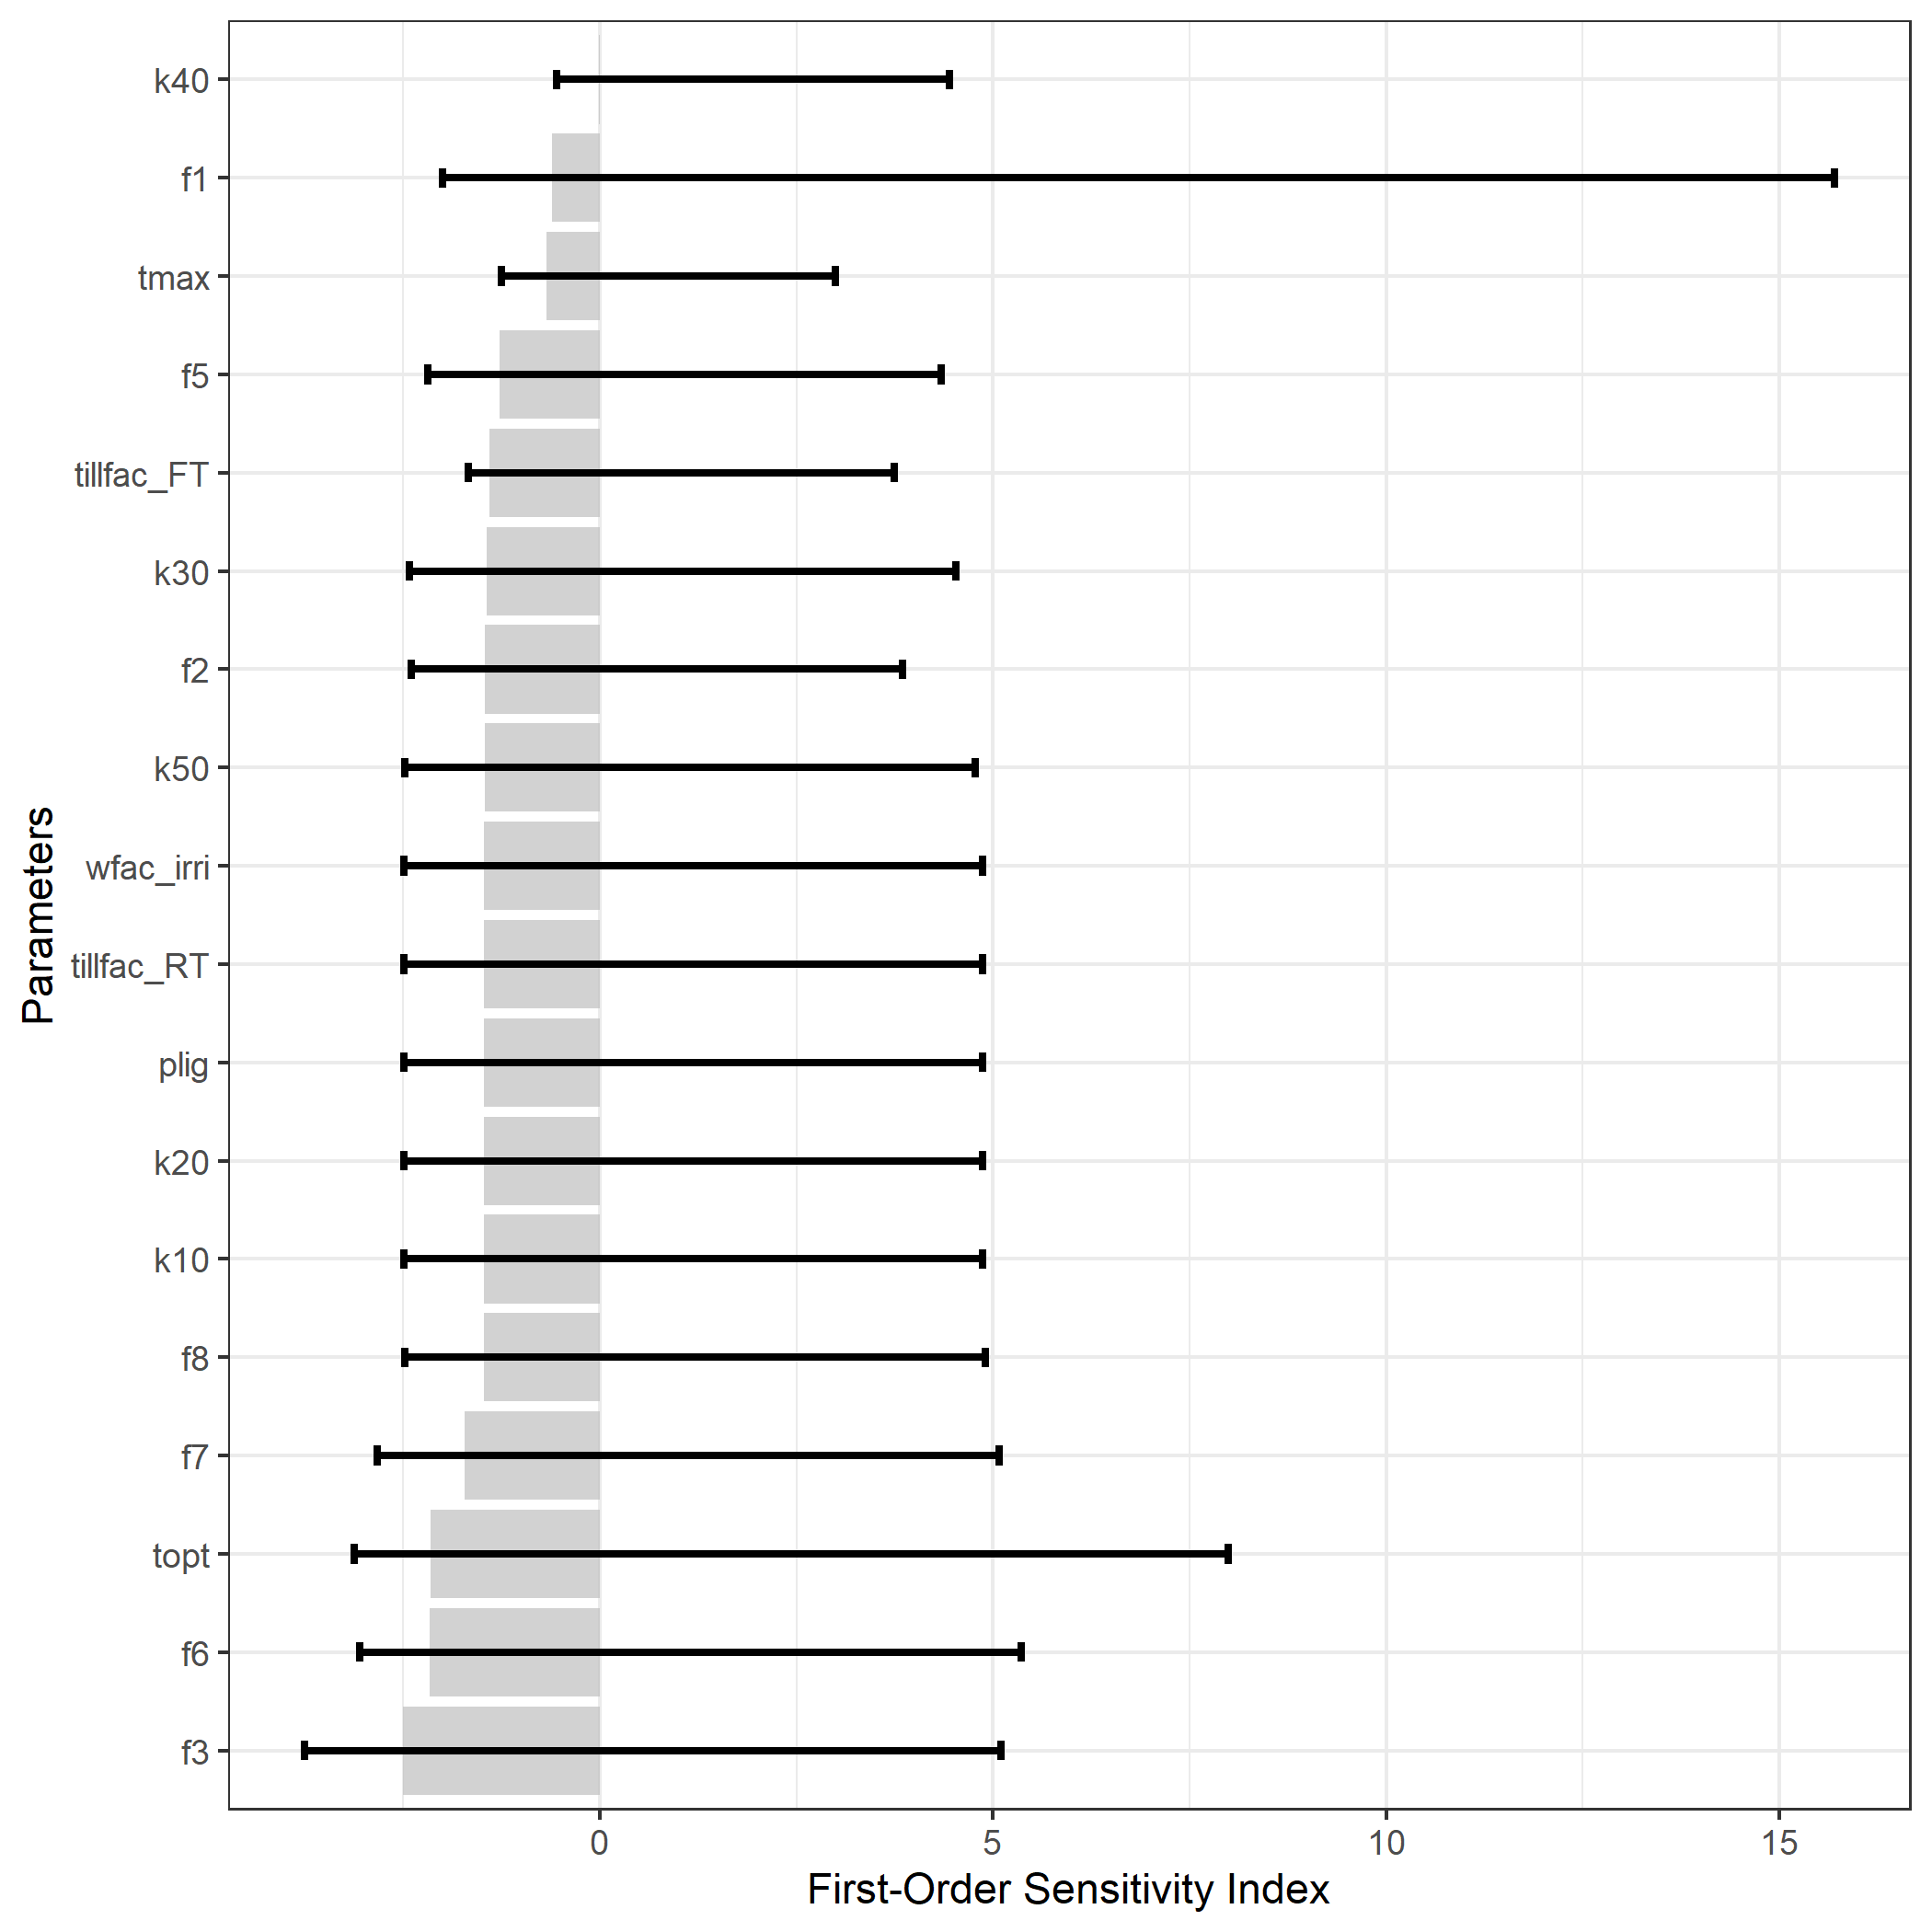 k40
f1
tmax
f5
tillfac_FT
k30
f2
k50
wfac_irri
tillfac_RT
plig
k20
k10
f8
f7
topt
f6
f3
Parameters
0 5 10 15
First-Order Sensitivity Index